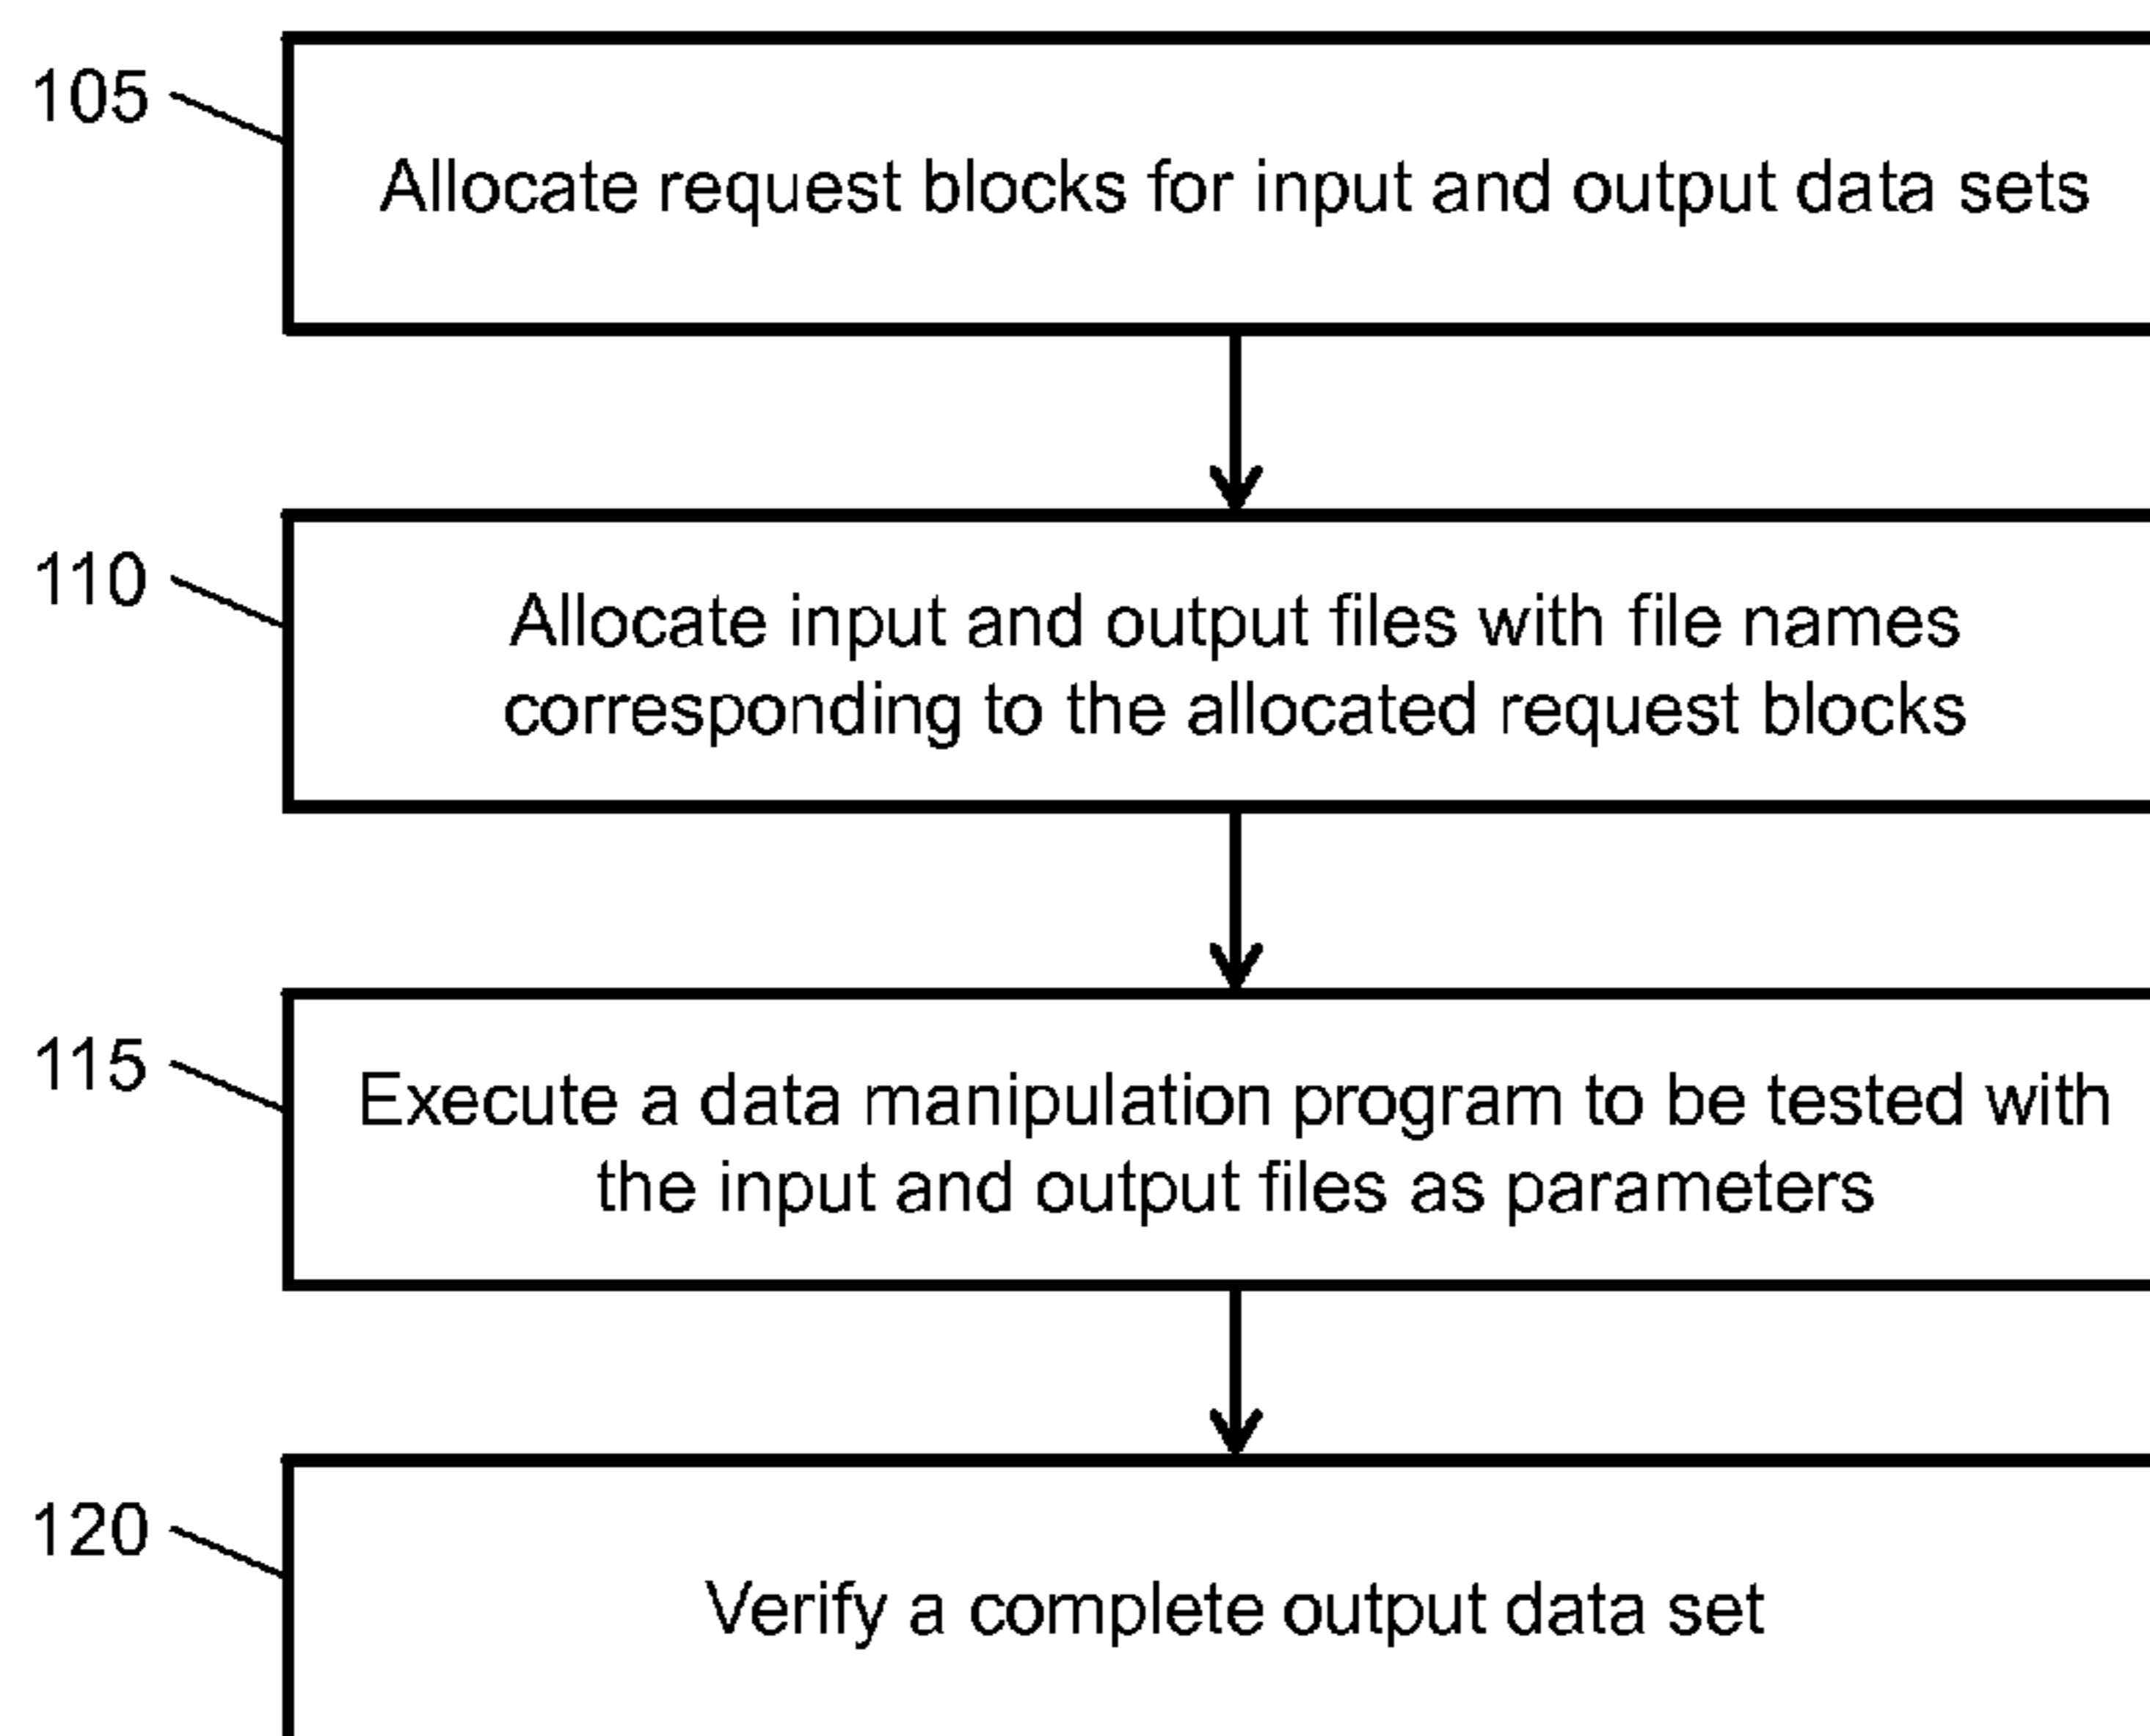 105
Allocate request blocks for input and output data sets
110
Allocate input and output files with file names
corresponding to the allocated request blocks
115
Execute a data manipulation program to be tested with
the input and output files as parameters
120
Verify a complete output data set